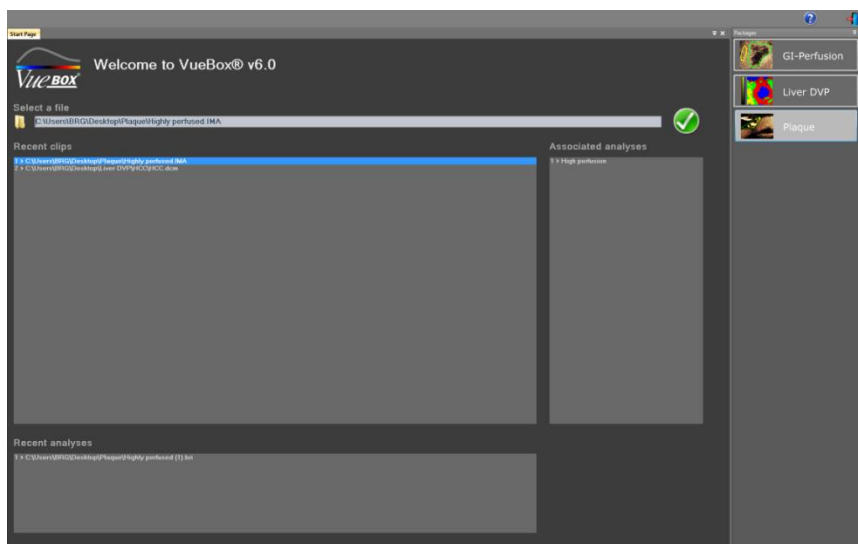 Start Page
Packages
VUEBOX®
Welcome to VueBox® v6.0
Select a file
C:\Users\BRG\Desktop\Plaque\Highly perfused IMA
Recent clips
1 > C:\Users\BRG\Desktop\Plaque\Highly perfused IMA
2 > C:\Users\BRG\Desktop\Liver DVP\HCC\HCC.dcm
Associated analyses
1 > High perfusion
Recent analyses
1 > C:\Users\BRG\Desktop\Plaque\Highly perfused (1).bri
GI-Perfusion
Liver DVP
Plaque